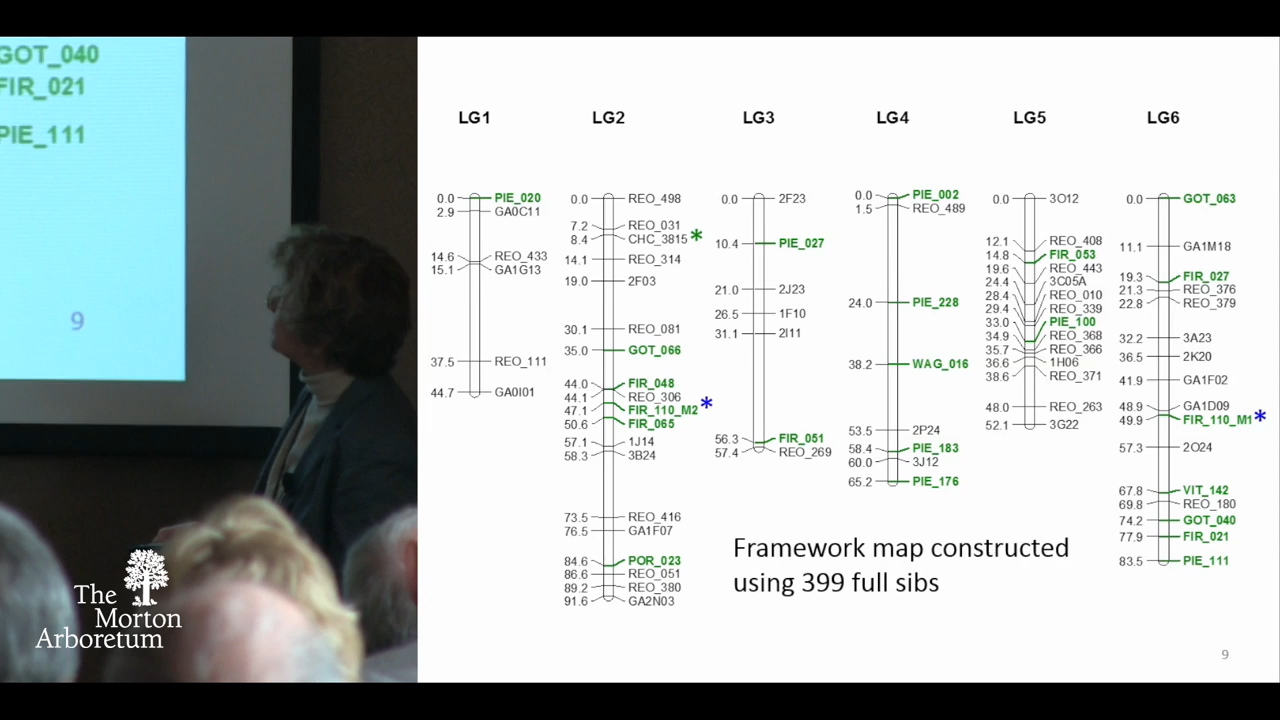 GOT_040
FIR_021
PIE_111
9
The
Morton
Arboretum
LG1
0.0 PIE_020
2.9 GA0C11
14.6 REO_433
15.1 GA1G13
37.5 REO_111
44.7 GA0I01
LG2
0.0 REO_498
7.2 REO_031
8.4 CHC_3815 *
14.1 REO_314
19.0 2F03
30.1 REO_081
35.0 GOT_066
44.0 FIR_048
44.1 REO_306
47.1 FIR_110_M2 *
50.6 FIR_065
57.1 1J14
58.3 3B24
73.5 REO_416
76.5 GA1F07
84.6 POR_023
86.6 REO_051
89.2 REO_380
91.6 GA2N03
LG3
0.0 2F23
10.4 PIE_027
21.0 2J23
26.5 1F10
31.1 2I11
56.3 FIR_051
57.4 REO_269
LG4
0.0 PIE_002
1.5 REO_489
24.0 PIE_228
38.2 WAG_016
53.5 2P24
58.4 PIE_183
60.0 3J12
65.2 PIE_176
LG5
0.0 3O12
12.1 REO_408
14.8 FIR_053
19.6 REO_443
24.4 3C05A
28.4 REO_010
29.4 REO_339
33.0 PIE_100
34.9 REO_368
35.7 REO_366
36.6 1H06
38.6 REO_371
48.0 REO_263
52.1 3G22
LG6
0.0 GOT_063
11.1 GA1M18
19.3 FIR_027
21.3 REO_376
22.8 REO_379
32.2 3A23
36.5 2K20
41.9 GA1F02
48.9 GA1D09
49.9 FIR_110_M1 *
57.3 2O24
67.8 VIT_142
69.8 REO_180
74.2 GOT_040
77.9 FIR_021
83.5 PIE_111
Framework map constructed
using 399 full sibs
9